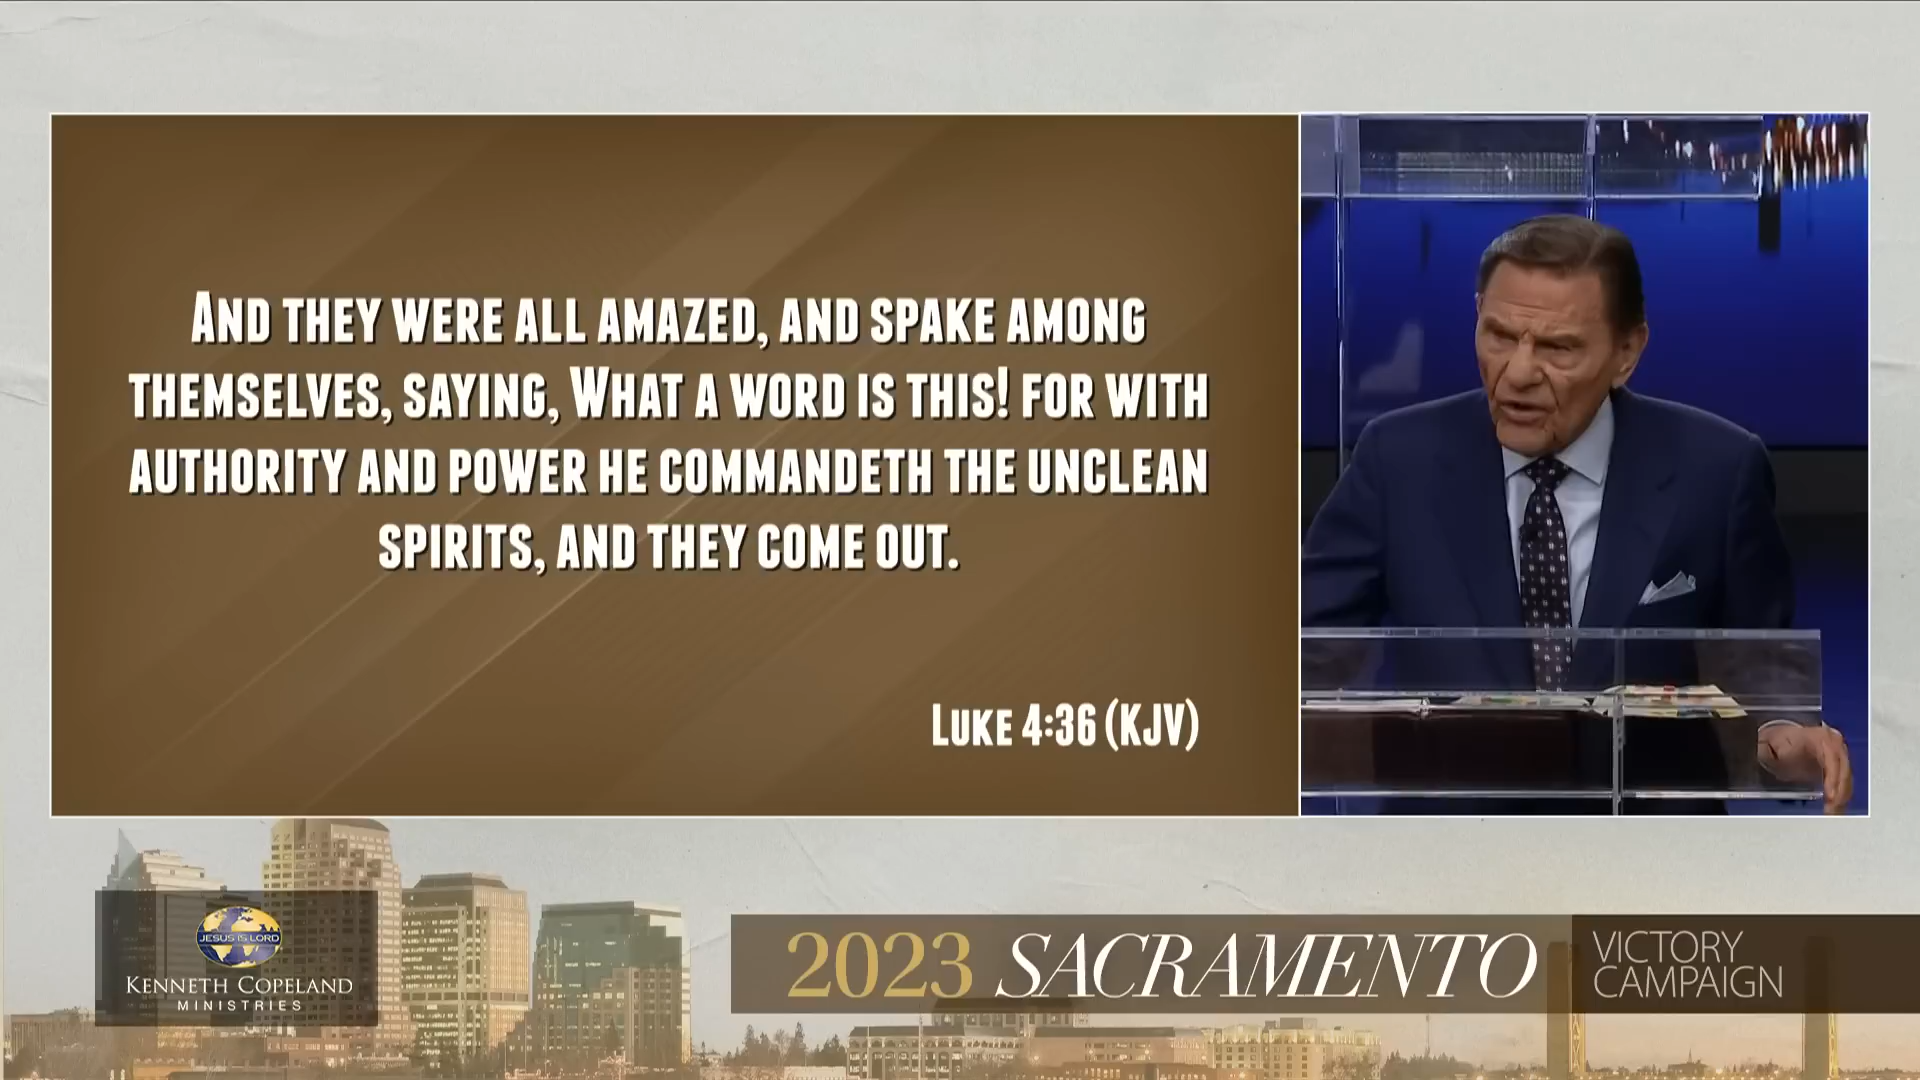 And they were all amazed, and spake among
themselves, saying, What a word is this! for with
authority and power he commandeth the unclean
spirits, and they come out.
Luke 4:36 (KJV)
JESUS IS LORD
Kenneth Copeland
MINISTRIES
2023 SACRAMENTO
VICTORY
CAMPAIGN